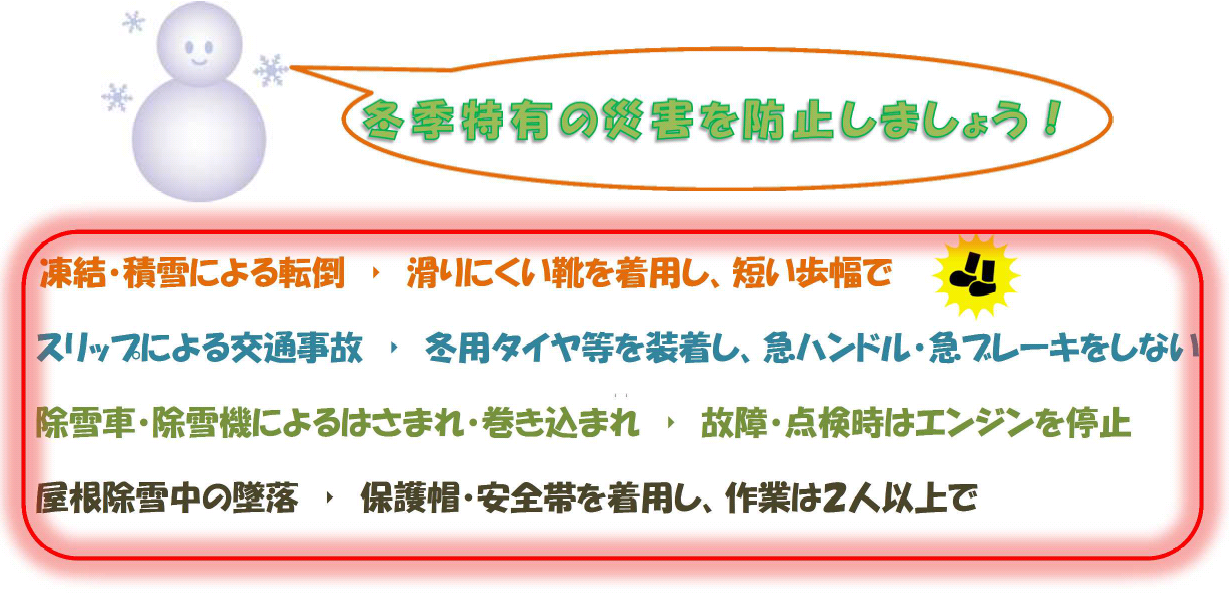 冬季特有の災害を防止しましょう!
凍結・積雪による転倒 ・ 滑りにくい靴を着用し、短い歩幅で
スリップによる交通事故 ・ 冬用タイヤ等を装着し、急ハンドル・急ブレーキをしない
除雪車・除雪機によるはさまれ・巻き込まれ ・ 故障・点検時はエンジンを停止
屋根除雪中の墜落 ・ 保護帽・安全帯を着用し、作業は2人以上で